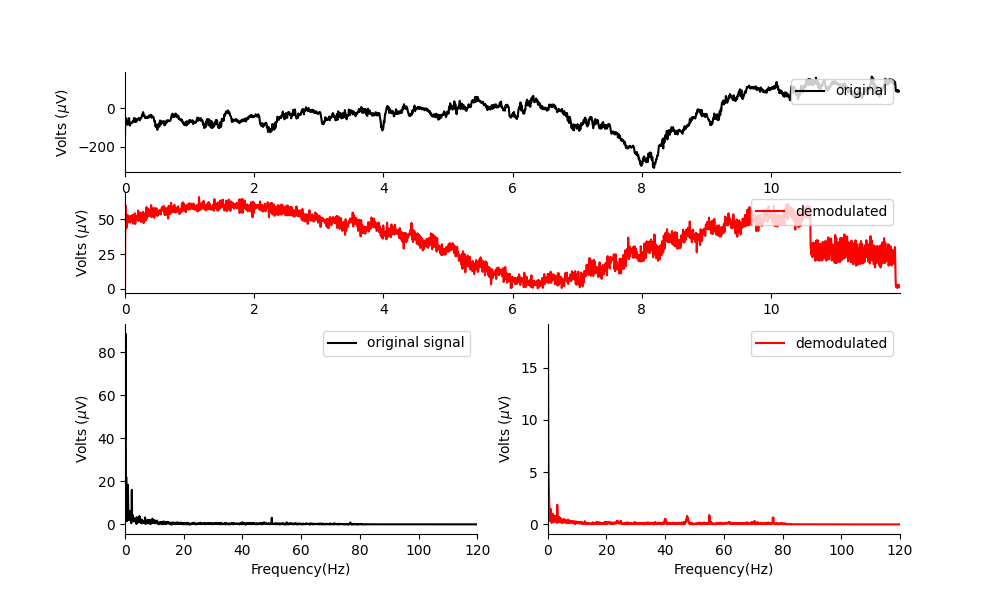 original
Volts (μV)
0
−200
0 2 4 6 8 10
demodulated
Volts (μV)
50
25
0
0 2 4 6 8 10
original signal
Volts (μV)
80
60
40
20
0
0 20 40 60 80 100 120
Frequency(Hz)
demodulated
Volts (μV)
15
10
5
0
0 20 40 60 80 100 120
Frequency(Hz)